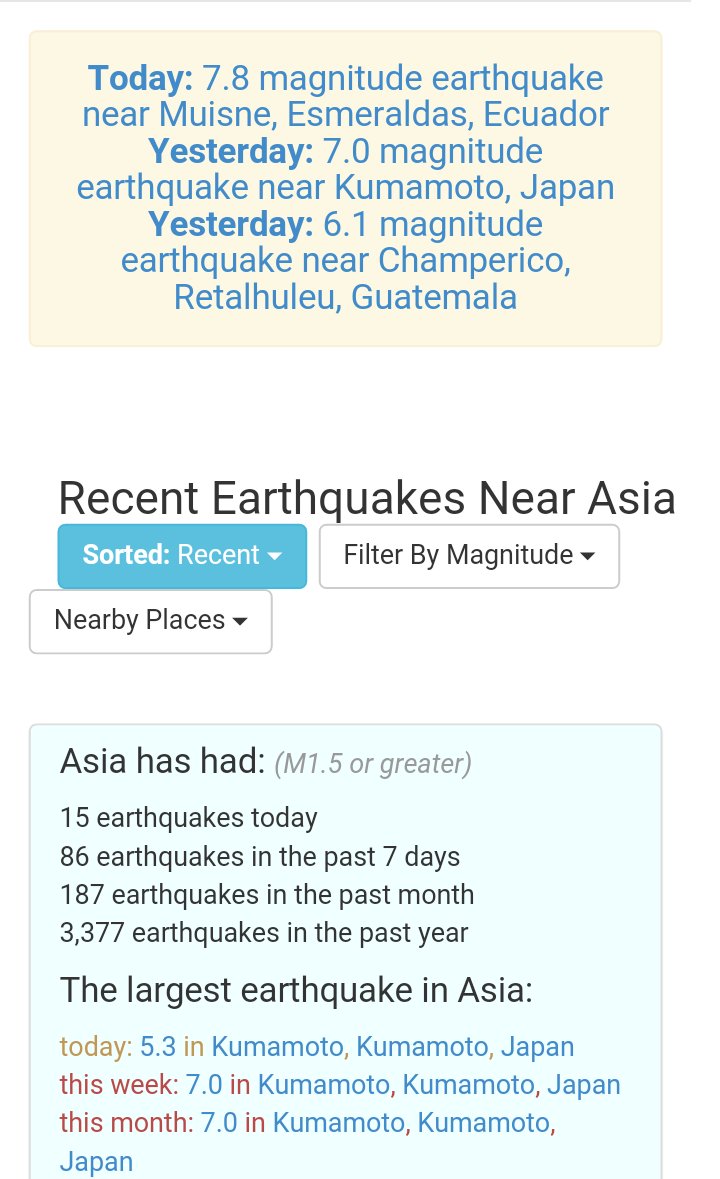 Today: 7.8 magnitude earthquake
near Muisne, Esmeraldas, Ecuador
Yesterday: 7.0 magnitude
earthquake near Kumamoto, Japan
Yesterday: 6.1 magnitude
earthquake near Champerico,
Retalhuleu, Guatemala
Recent Earthquakes Near Asia
Sorted: Recent Filter By Magnitude
Nearby Places
Asia has had: (M1.5 or greater)
15 earthquakes today
86 earthquakes in the past 7 days
187 earthquakes in the past month
3,377 earthquakes in the past year
The largest earthquake in Asia:
today: 5.3 in Kumamoto, Kumamoto, Japan
this week: 7.0 in Kumamoto, Kumamoto, Japan
this month: 7.0 in Kumamoto, Kumamoto,
Japan